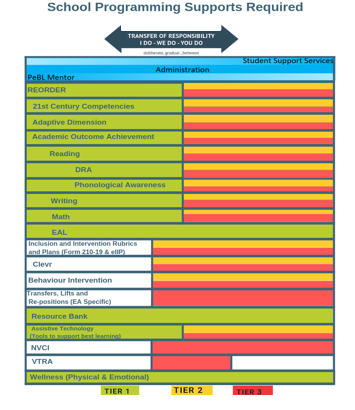 School Programming Supports Required
TRANSFER OF RESPONSIBILITY
I DO - WE DO - YOU DO
deliberate, gradual
Student Support Services
Administration
PeBL Mentor
REORDER
21st Century Competencies
Adaptive Dimension
Academic Outcome Achievement
Reading
DRA
Phonological Awareness
Writing
Math
EAL
Inclusion and Intervention Rubrics
and Plans (Form 210-19 & eIIP)
Clevr
Behaviour Intervention
Transfers, Lifts and
Re-positions (EA Specific)
Resource Bank
Assistive Technology
(Tools to support best learning)
NVCI
VTRA
Wellness (Physical & Emotional)
TIER 1 TIER 2 TIER 3